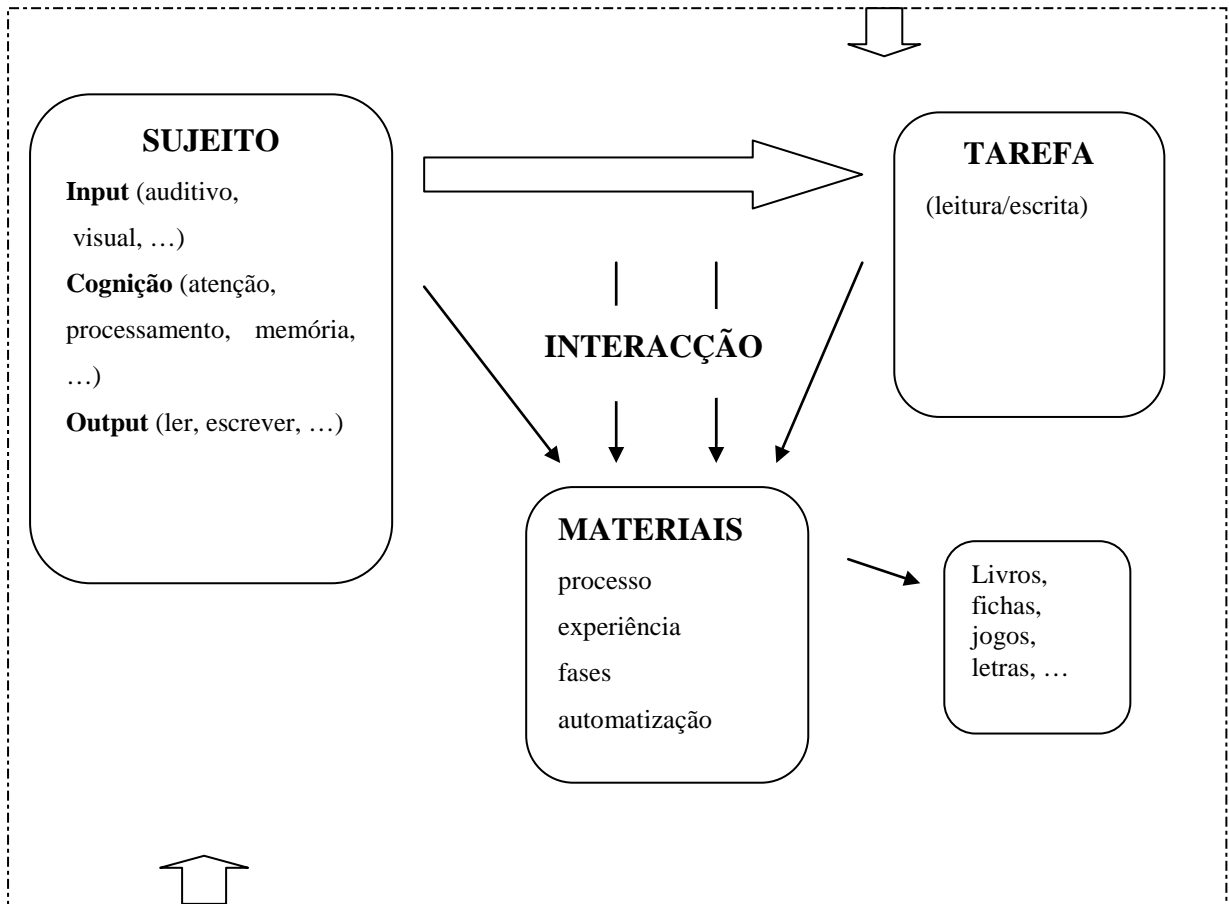 SUJEITO
Input (auditivo,
visual, …)
Cognição (atenção,
processamento, memória,
…)
Output (ler, escrever, …)
TAREFA
(leitura/escrita)
INTERACÇÃO
MATERIAIS
processo
experiência
fases
automatização
Livros,
fichas,
jogos,
letras, …